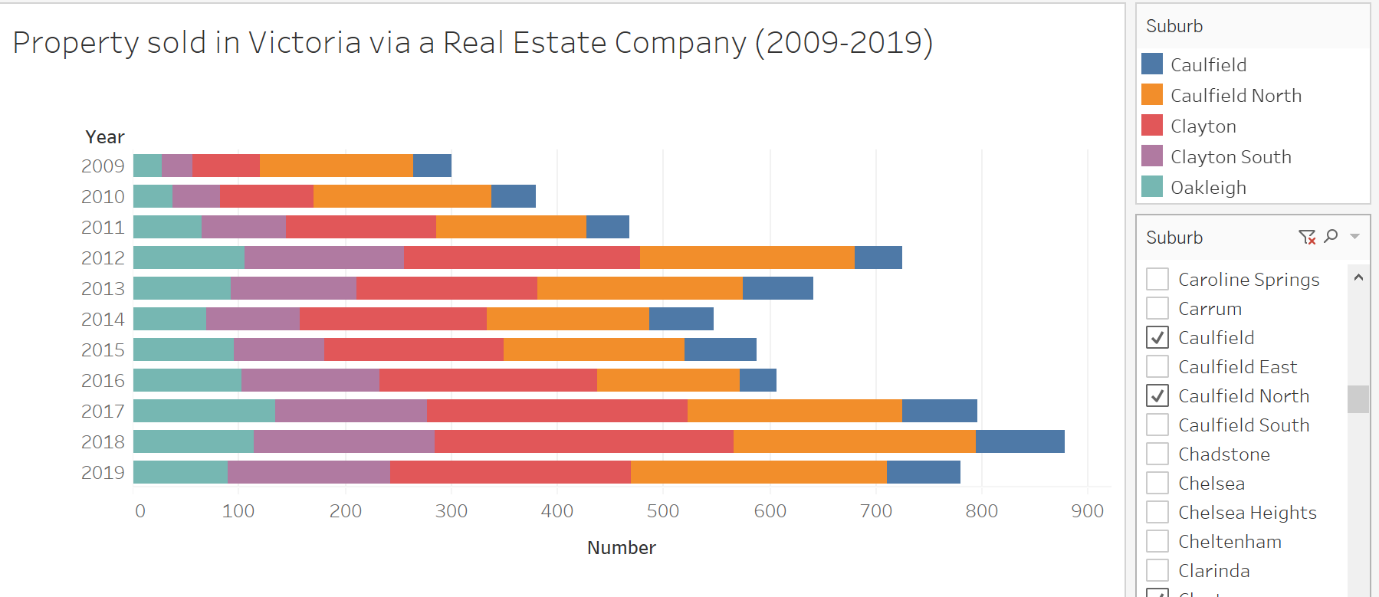 Property sold in Victoria via a Real Estate Company (2009-2019)
Year
2009
2010
2011
2012
2013
2014
2015
2016
2017
2018
2019
0 100 200 300 400 500 600 700 800 900
Number
Suburb
Caulfield
Caulfield North
Clayton
Clayton South
Oakleigh
Suburb
Caroline Springs
Carrum
Caulfield
Caulfield East
Caulfield North
Caulfield South
Chadstone
Chelsea
Chelsea Heights
Cheltenham
Clarinda